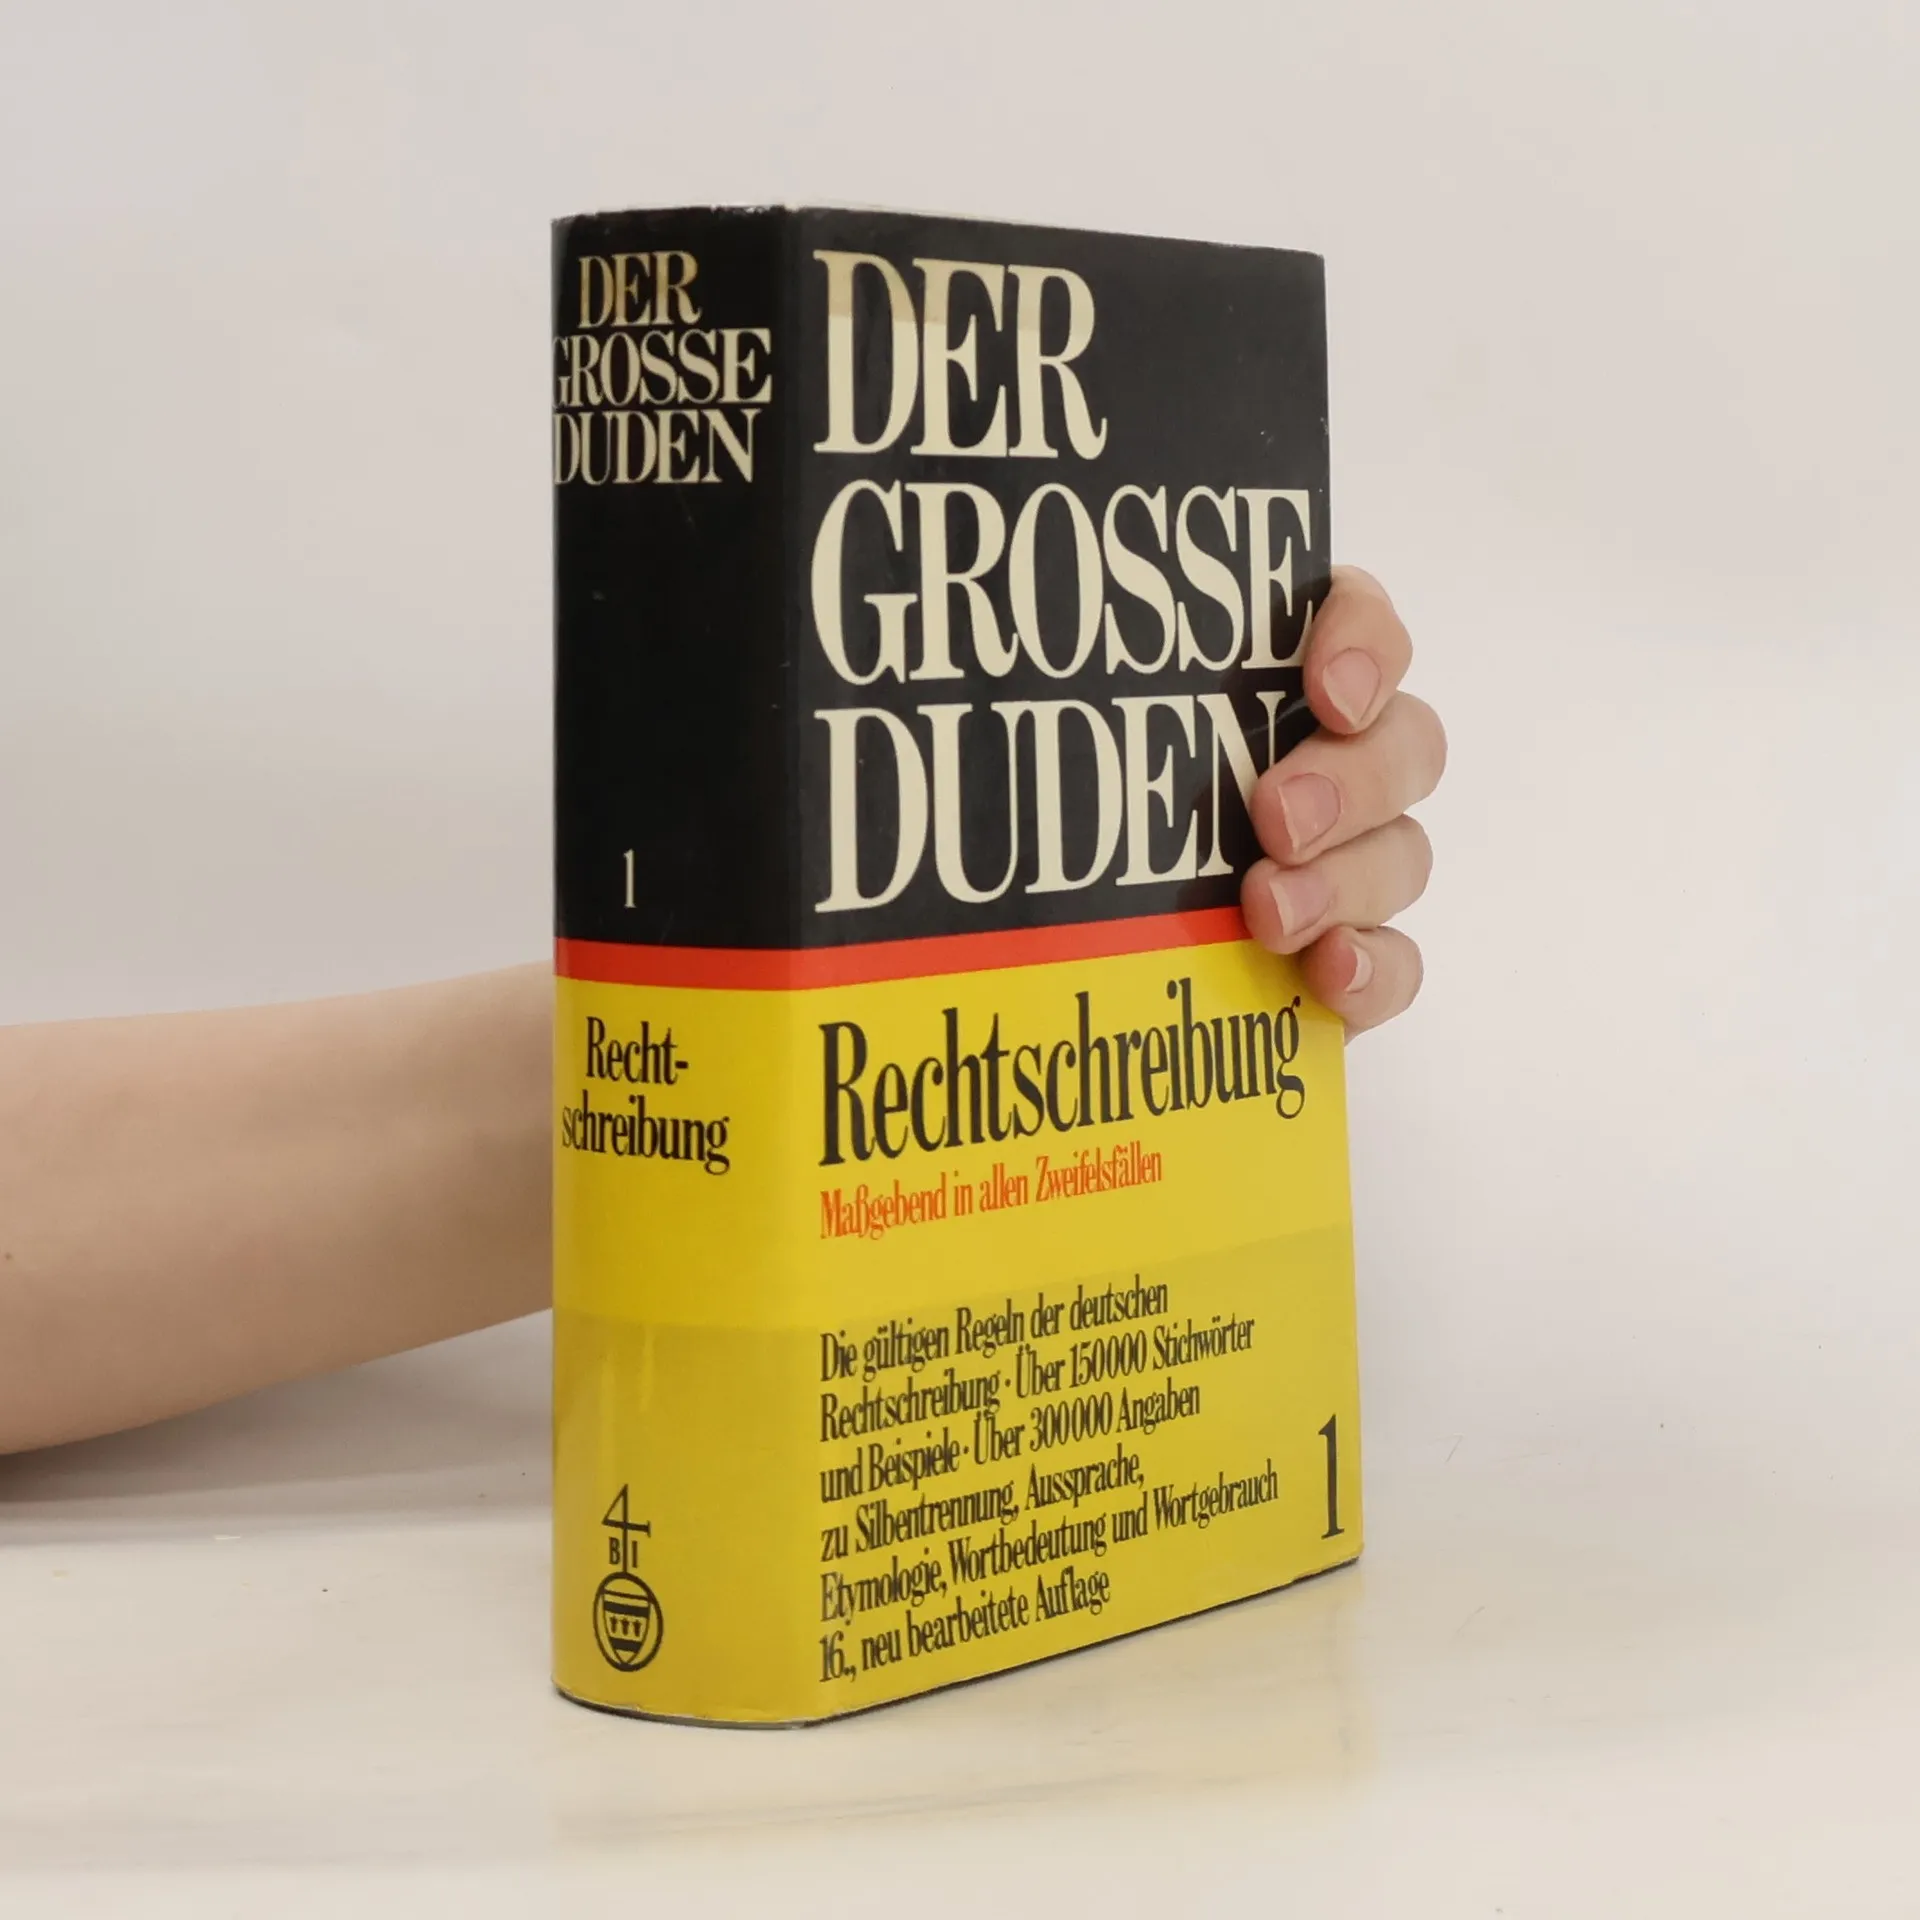 DER
GROSSE
DUDEN
1
Recht-
schreibung
4
B I
DER
GROSSE
DUDEN
Rechtschreibung
Maßgebend in allen Zweifelsfällen
Die gültigen Regeln der deutschen
Rechtschreibung · Über 150000 Stichwörter
und Beispiele · Über 300000 Angaben
zu Silbentrennung, Aussprache,
Etymologie, Wortbedeutung und Wortgebrauch
16., neu bearbeitete Auflage
1